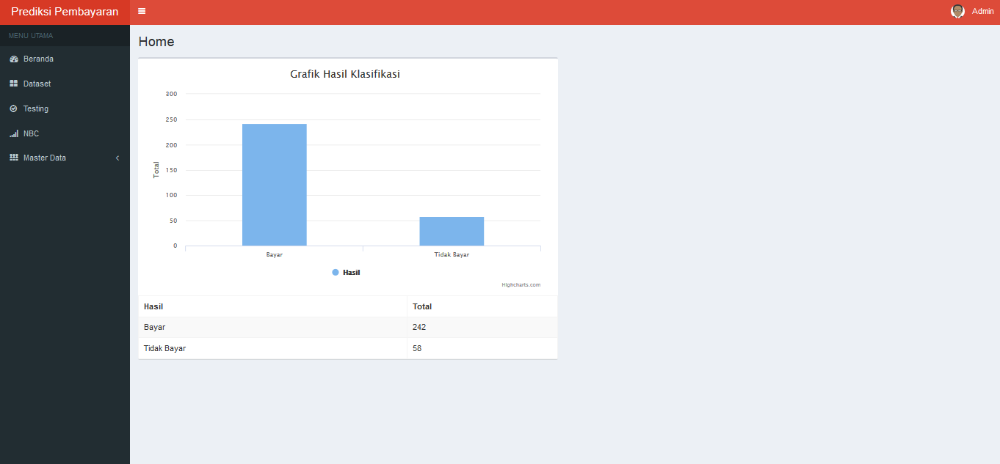 Prediksi Pembayaran
Admin
MENU UTAMA
Beranda
Dataset
Testing
NBC
Master Data
Home
Grafik Hasil Klasifikasi
300
250
200
150
100
50
0
Total
Bayar Tidak Bayar
Hasil
Highcharts.com
Hasil Total
Bayar 242
Tidak Bayar 58